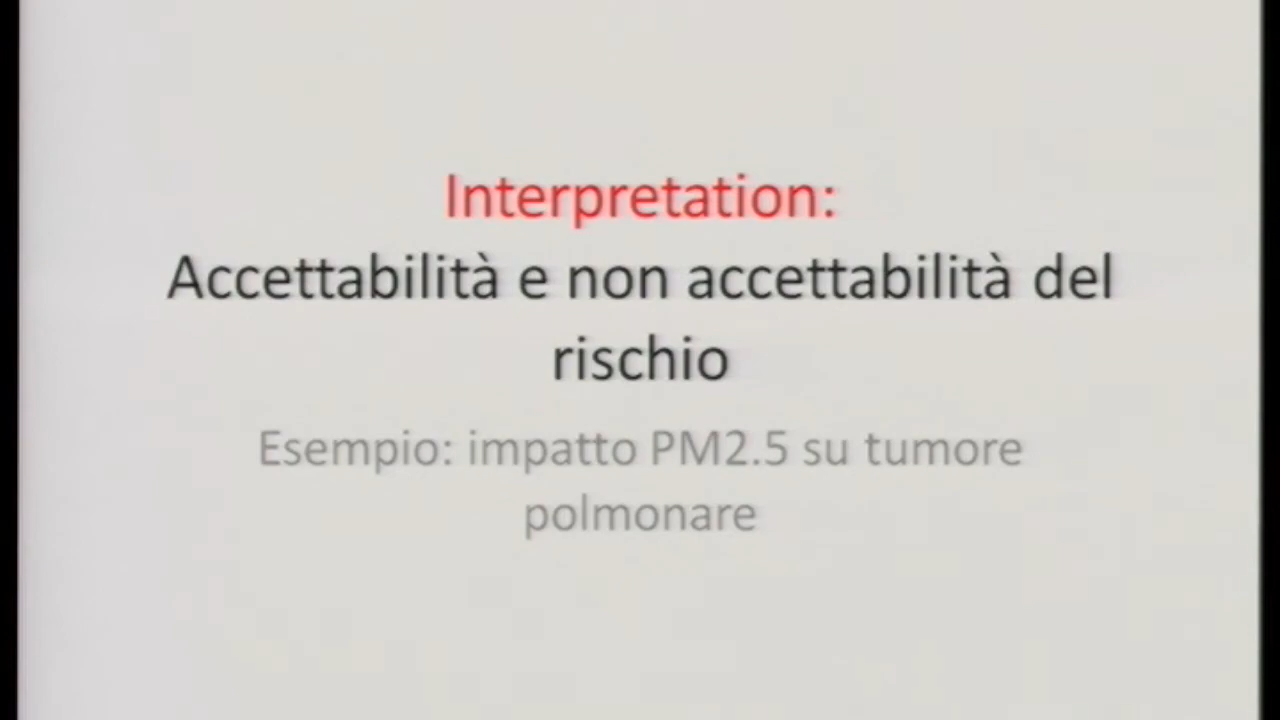 Interpretation:
Accettabilità e non accettabilità del
rischio
Esempio: impatto PM2.5 su tumore
polmonare